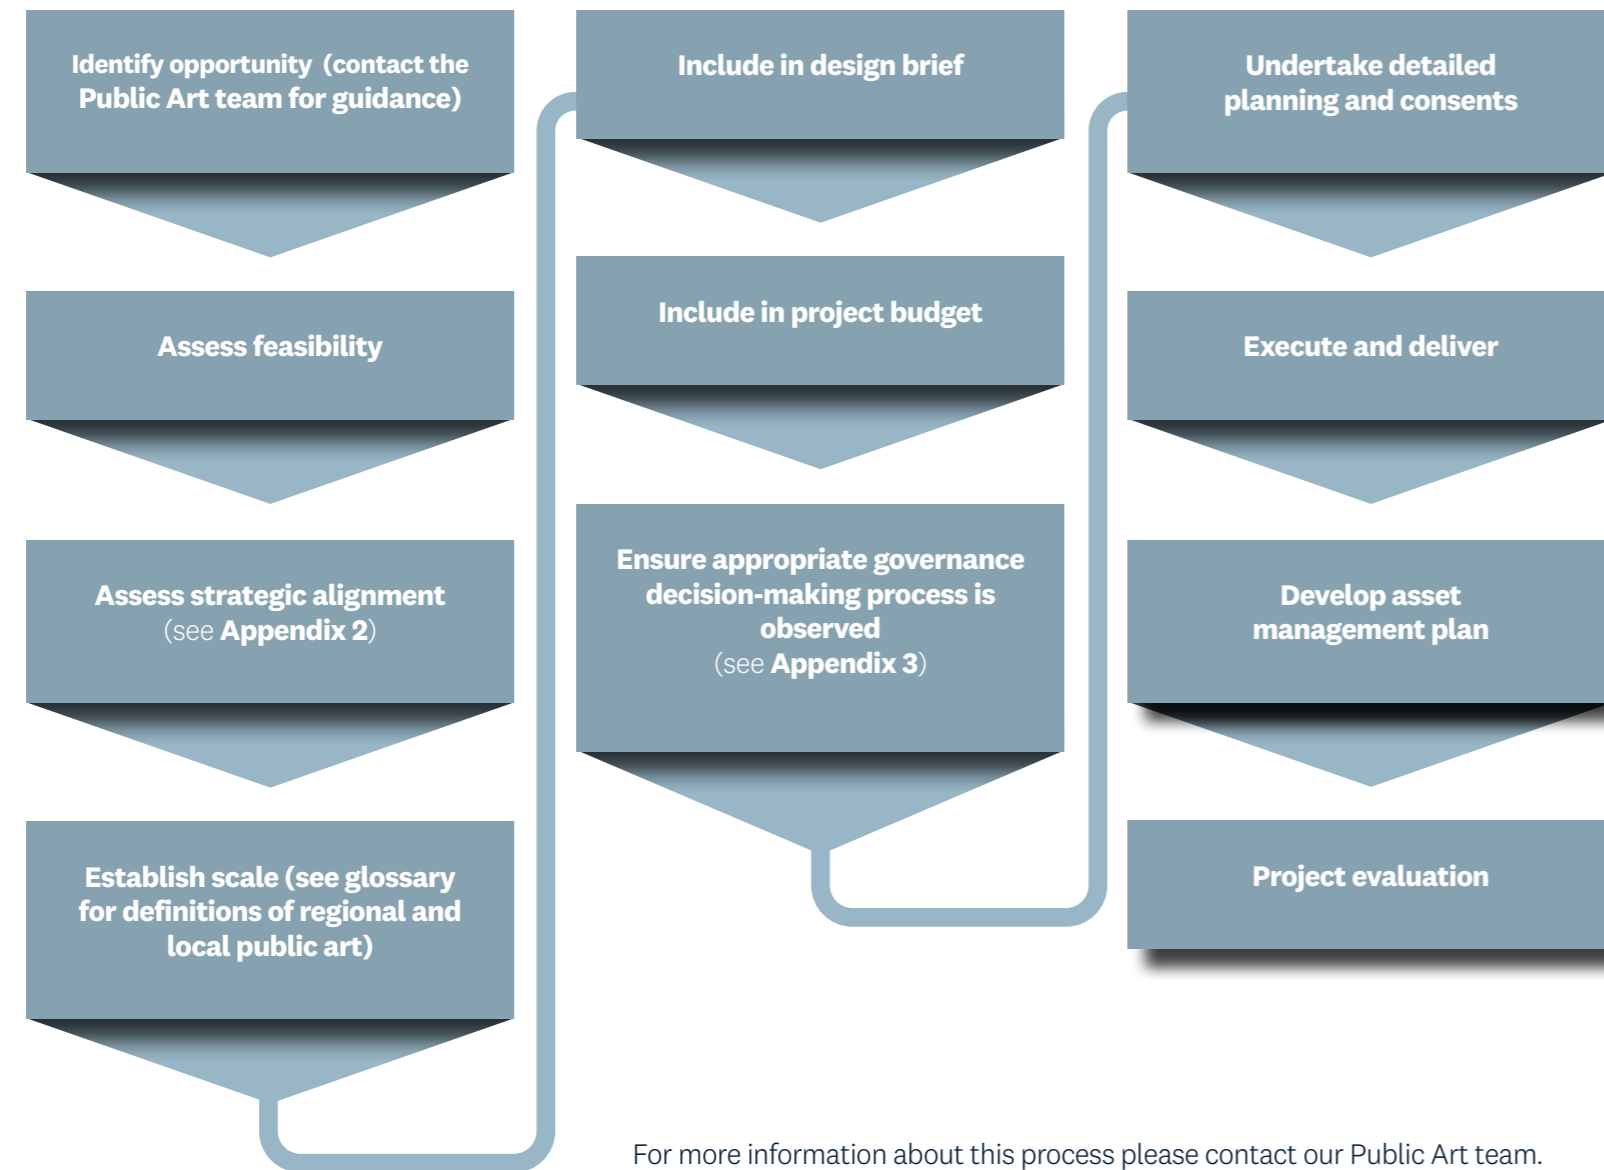 Identify opportunity (contact the
Public Art team for guidance)
Assess feasibility
Assess strategic alignment
(see Appendix 2)
Establish scale (see glossary
for definitions of regional and
local public art)
Include in design brief
Include in project budget
Ensure appropriate governance
decision-making process is
observed
(see Appendix 3)
Undertake detailed
planning and consents
Execute and deliver
Develop asset
management plan
Project evaluation
For more information about this process please contact our Public Art team.